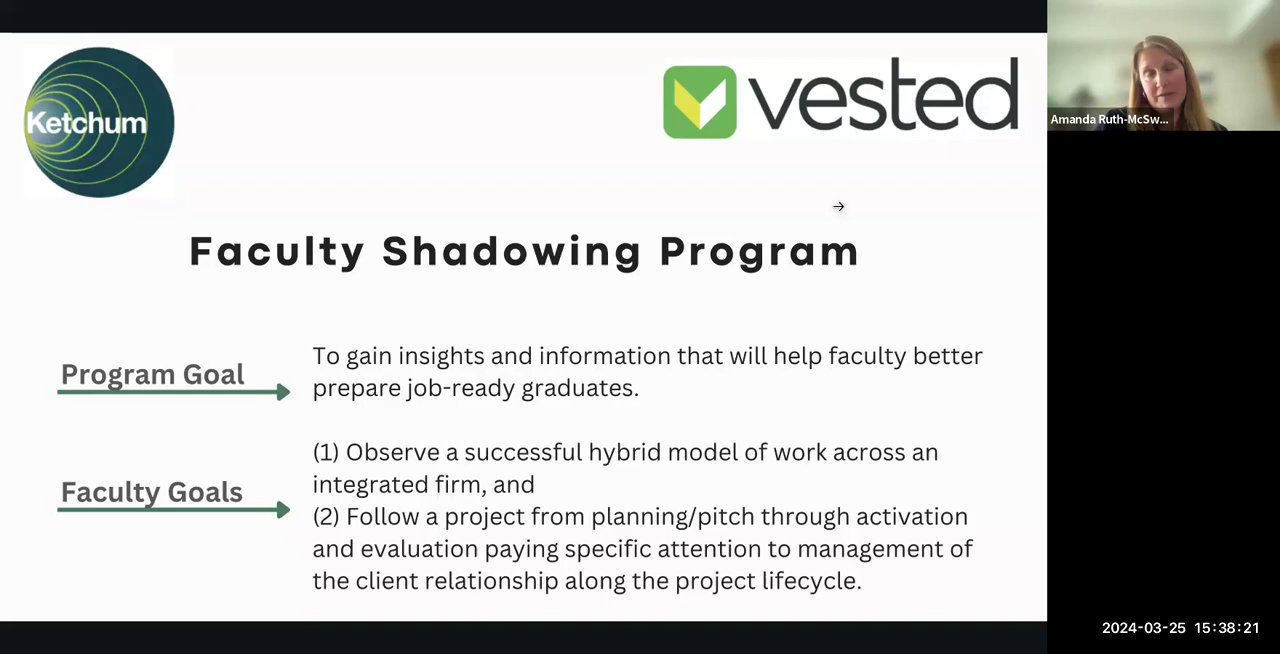 Ketchum
vested
Amanda Ruth-McSw...
Faculty Shadowing Program
Program Goal
To gain insights and information that will help faculty better
prepare job-ready graduates.
Faculty Goals
(1) Observe a successful hybrid model of work across an
integrated firm, and
(2) Follow a project from planning/pitch through activation
and evaluation paying specific attention to management of
the client relationship along the project lifecycle.
2024-03-25 15:38:21